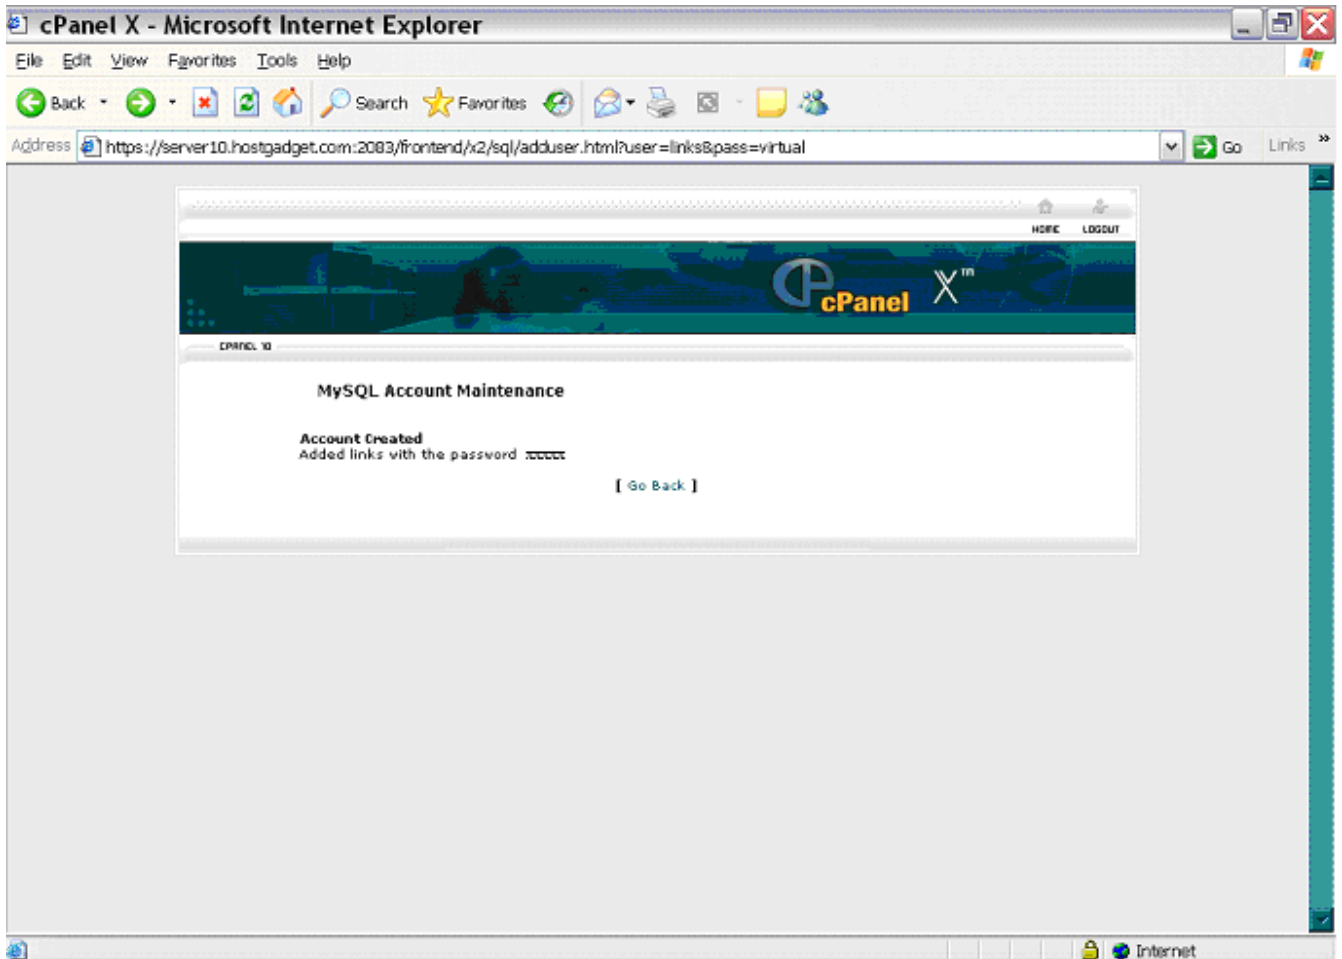 cPanel X - Microsoft Internet Explorer
File Edit View Favorites Tools Help
Back Search Favorites
Address https://server10.hostgadget.com:2083/frontend/x2/sql/adduser.html?user=links&pass=virtual Go Links »
HOME LOGOUT
CP cPanel X™
CPANEL 10
MySQL Account Maintenance
Account Created
Added links with the password
[ Go Back ]
Internet